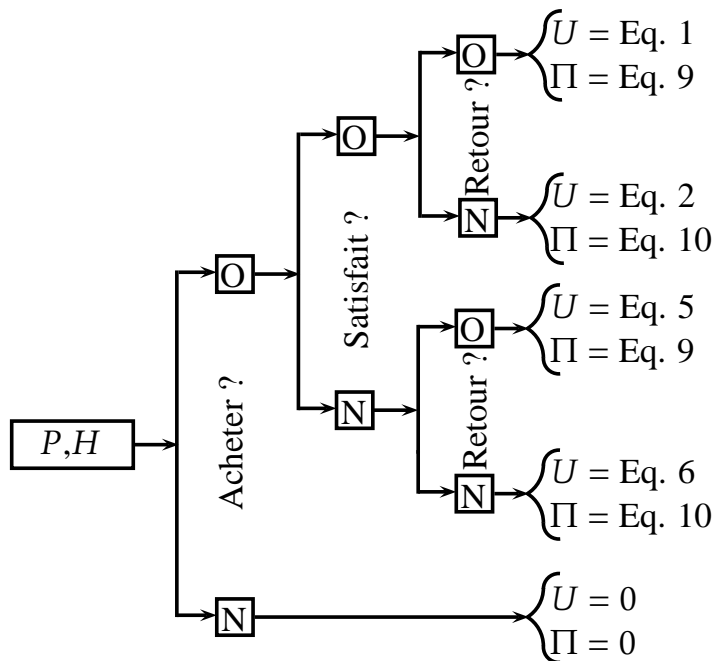 U = Eq. 1
O
Π = Eq. 9
Retour ?
O
U = Eq. 2
N
Π = Eq. 10
Satisfait ?
O
U = Eq. 5
O
Π = Eq. 9
Retour ?
N
Acheter ?
P,H
U = Eq. 6
N
Π = Eq. 10
U = 0
N
Π = 0